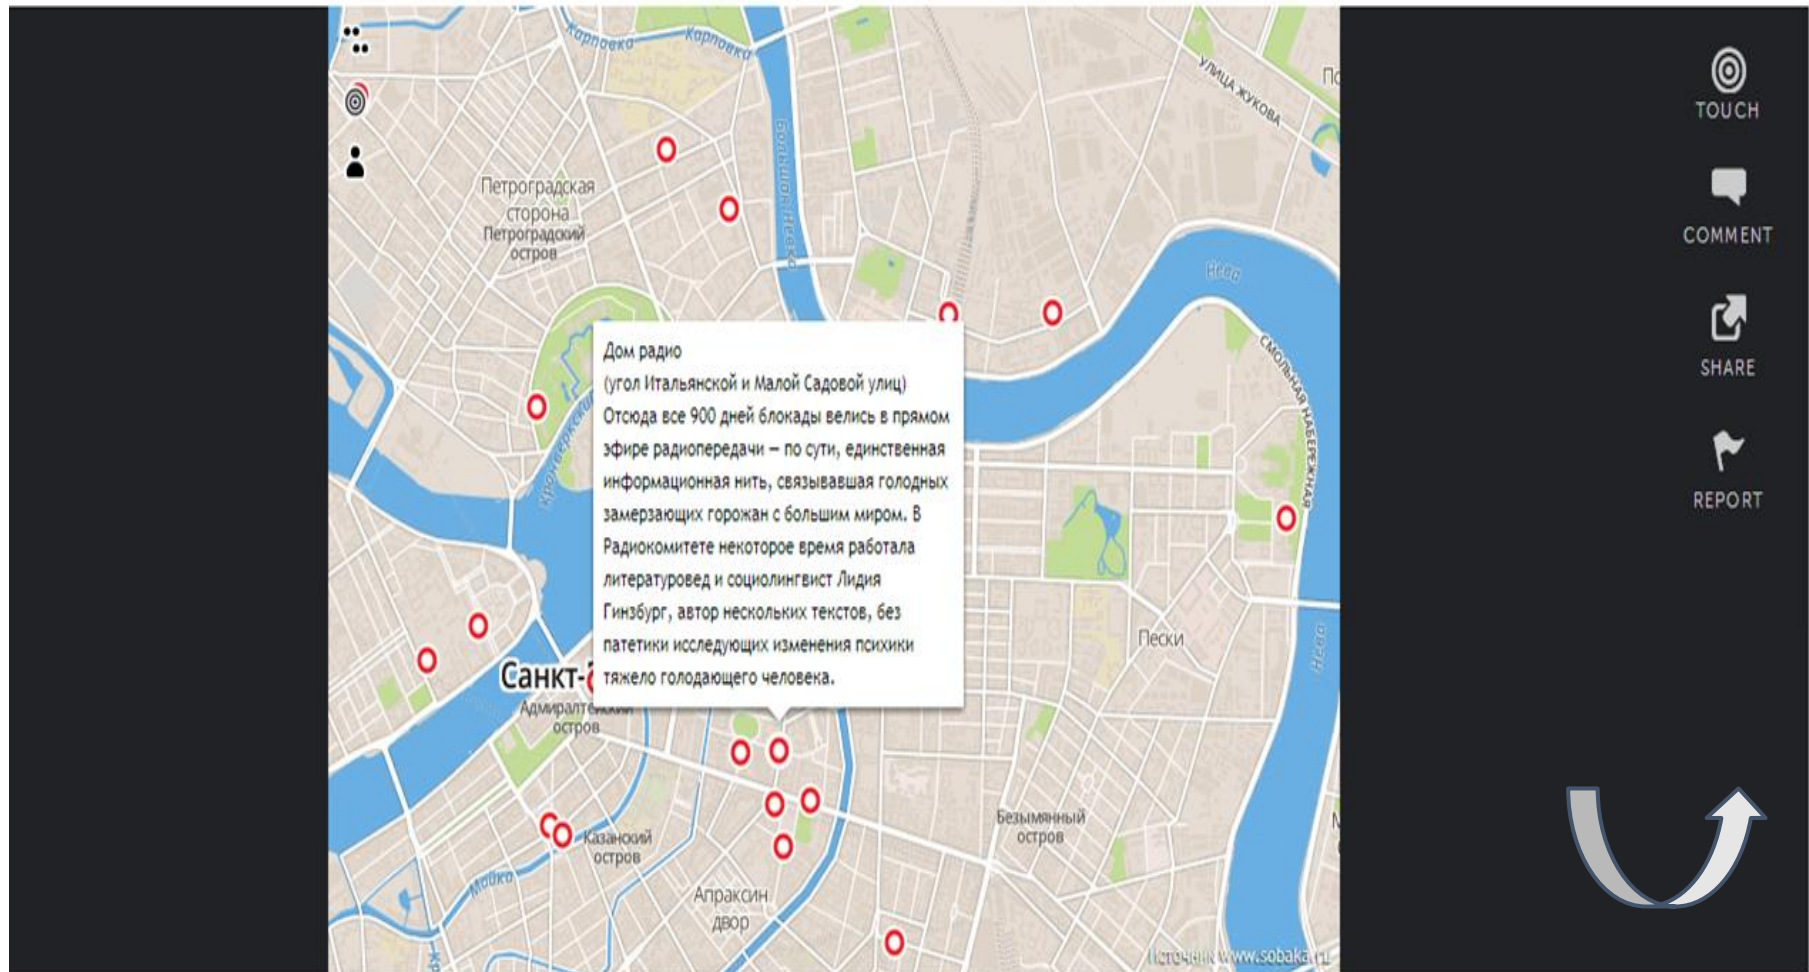 Карповка
Карповка
УЛИЦА ЖУКОВА
Большая Невка
Петроградская
сторона
Петроградский
остров
Нева
СМОЛЬНАЯ НАБЕРЕЖНАЯ
Дом радио
(угол Итальянской и Малой Садовой улиц)
Отсюда все 900 дней блокады велись в прямом
эфире радиопередачи – по сути, единственная
информационная нить, связывавшая голодных
замерзающих горожан с большим миром. В
Радиокомитете некоторое время работала
литературовед и социолингвист Лидия
Гинзбург, автор нескольких текстов, без
патетики исследующих изменения психики
тяжело голодающего человека.
Пески
Нева
Санкт-
Адмиралтейский
остров
Казанский
остров
Мойка
Безымянный
остров
Апраксин
двор
Источник www.sobaka.ru
TOUCH
COMMENT
SHARE
REPORT